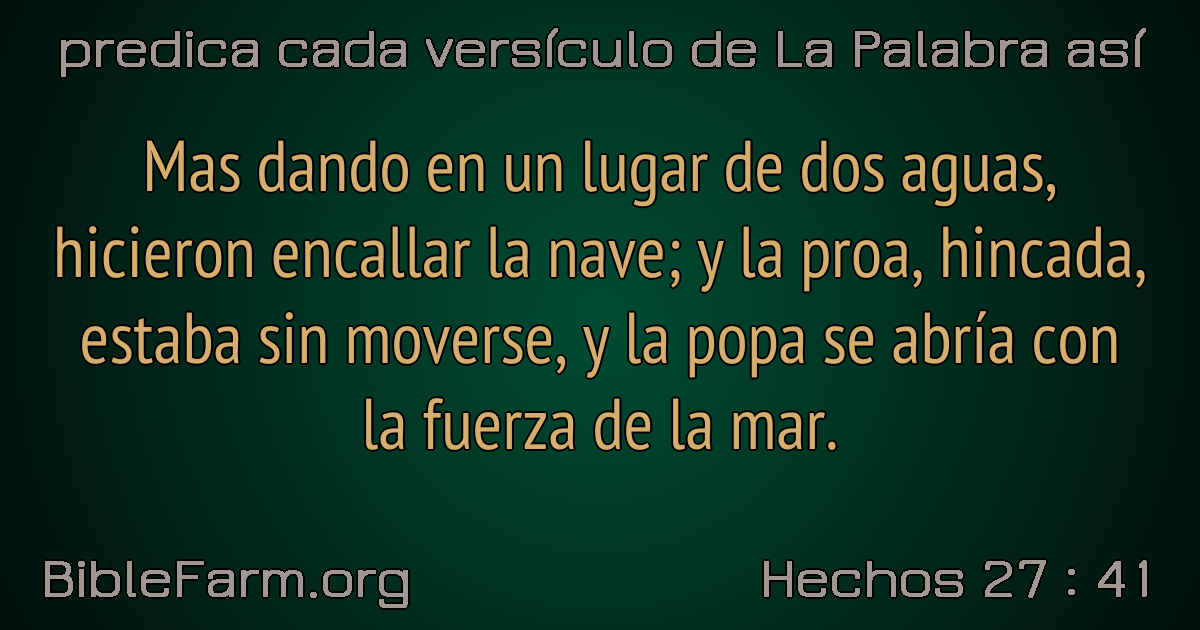 predica cada versículo de La Palabra así
Mas dando en un lugar de dos aguas,
hicieron encallar la nave; y la proa, hincada,
estaba sin moverse, y la popa se abría con
la fuerza de la mar.
BibleFarm.org
Hechos 27 : 41